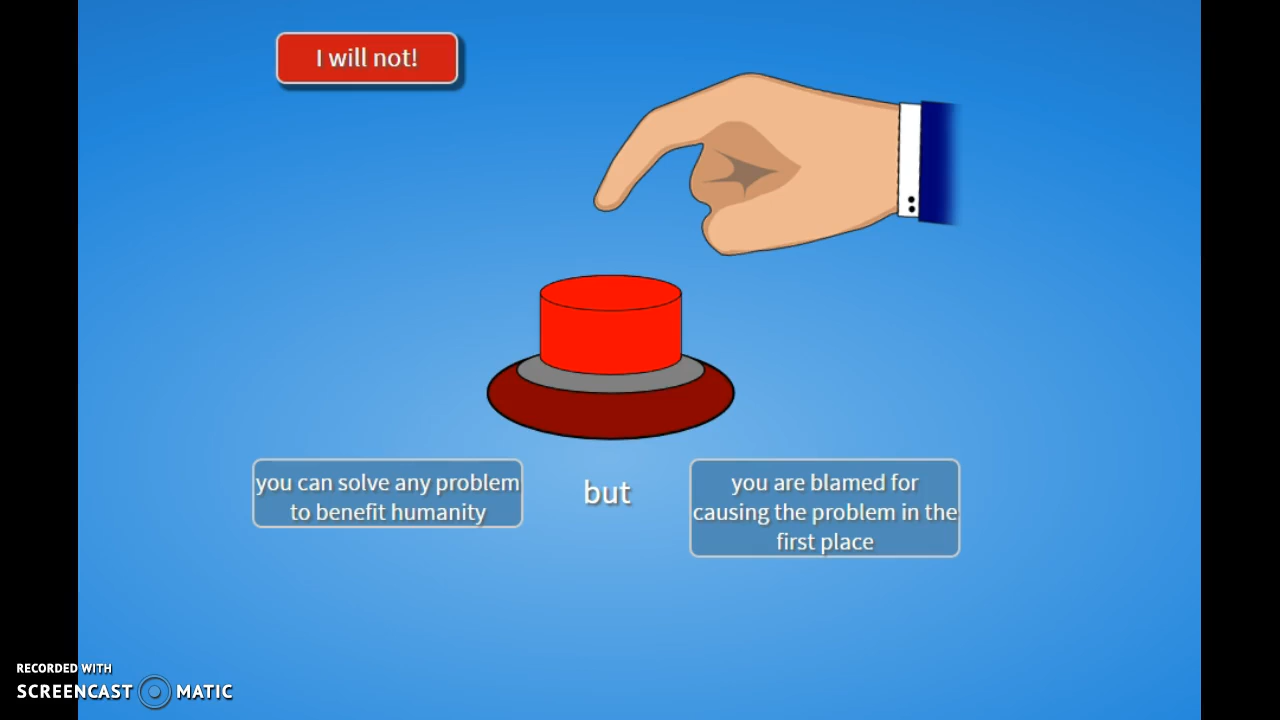 I will not!
you can solve any problem
to benefit humanity
but
you are blamed for
causing the problem in the
first place
RECORDED WITH
SCREENCAST MATIC